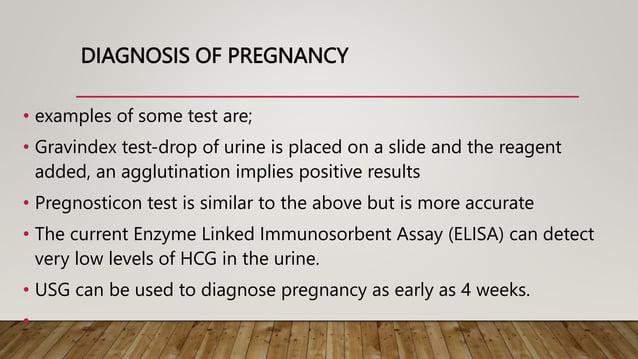 DIAGNOSIS OF PREGNANCY
• examples of some test are;
• Gravindex test-drop of urine is placed on a slide and the reagent
added, an agglutination implies positive results
• Pregnosticon test is similar to the above but is more accurate
• The current Enzyme Linked Immunosorbent Assay (ELISA) can detect
very low levels of HCG in the urine.
• USG can be used to diagnose pregnancy as early as 4 weeks.
•